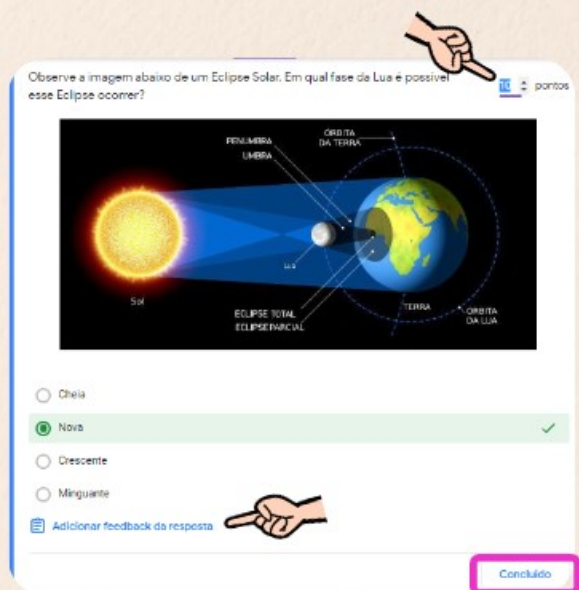 Observe a imagem abaixo de um Eclipse Solar. Em qual fase da Lua é possível
esse Eclipse ocorrer?
10 pontos
PENUMBRA
UMBRA
ÓRBITA
DA TERRA
Lua
Sol
ECLIPSE TOTAL
ECLIPSE PARCIAL
TERRA
ÓRBITA
DA LUA
Cheia
Nova
Crescente
Minguante
Adicionar feedback da resposta
Concluído